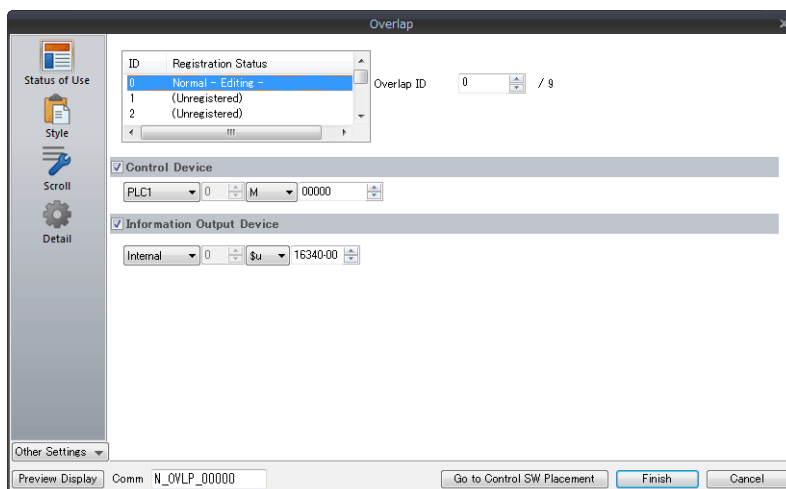 Overlap
Status of Use
Style
Scroll
Detail
ID Registration Status
0 Normal - Editing -
1 (Unregistered)
2 (Unregistered)
Overlap ID 0 / 9
Control Device
PLC1 0 M 00000
Information Output Device
Internal 0 $u 16340-00
Other Settings
Preview Display Comm N_OVLP_00000 Go to Control SW Placement Finish Cancel